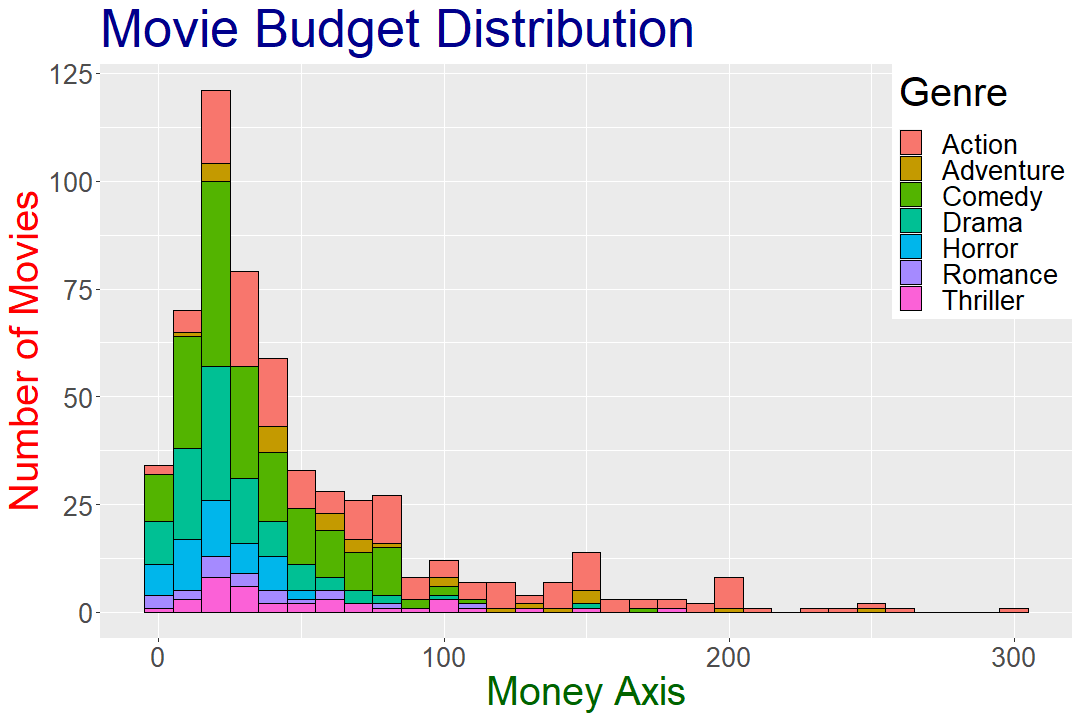 Movie Budget Distribution
Number of Movies
125
100
75
50
25
0
0 100 200 300
Money Axis
Genre
Action
Adventure
Comedy
Drama
Horror
Romance
Thriller